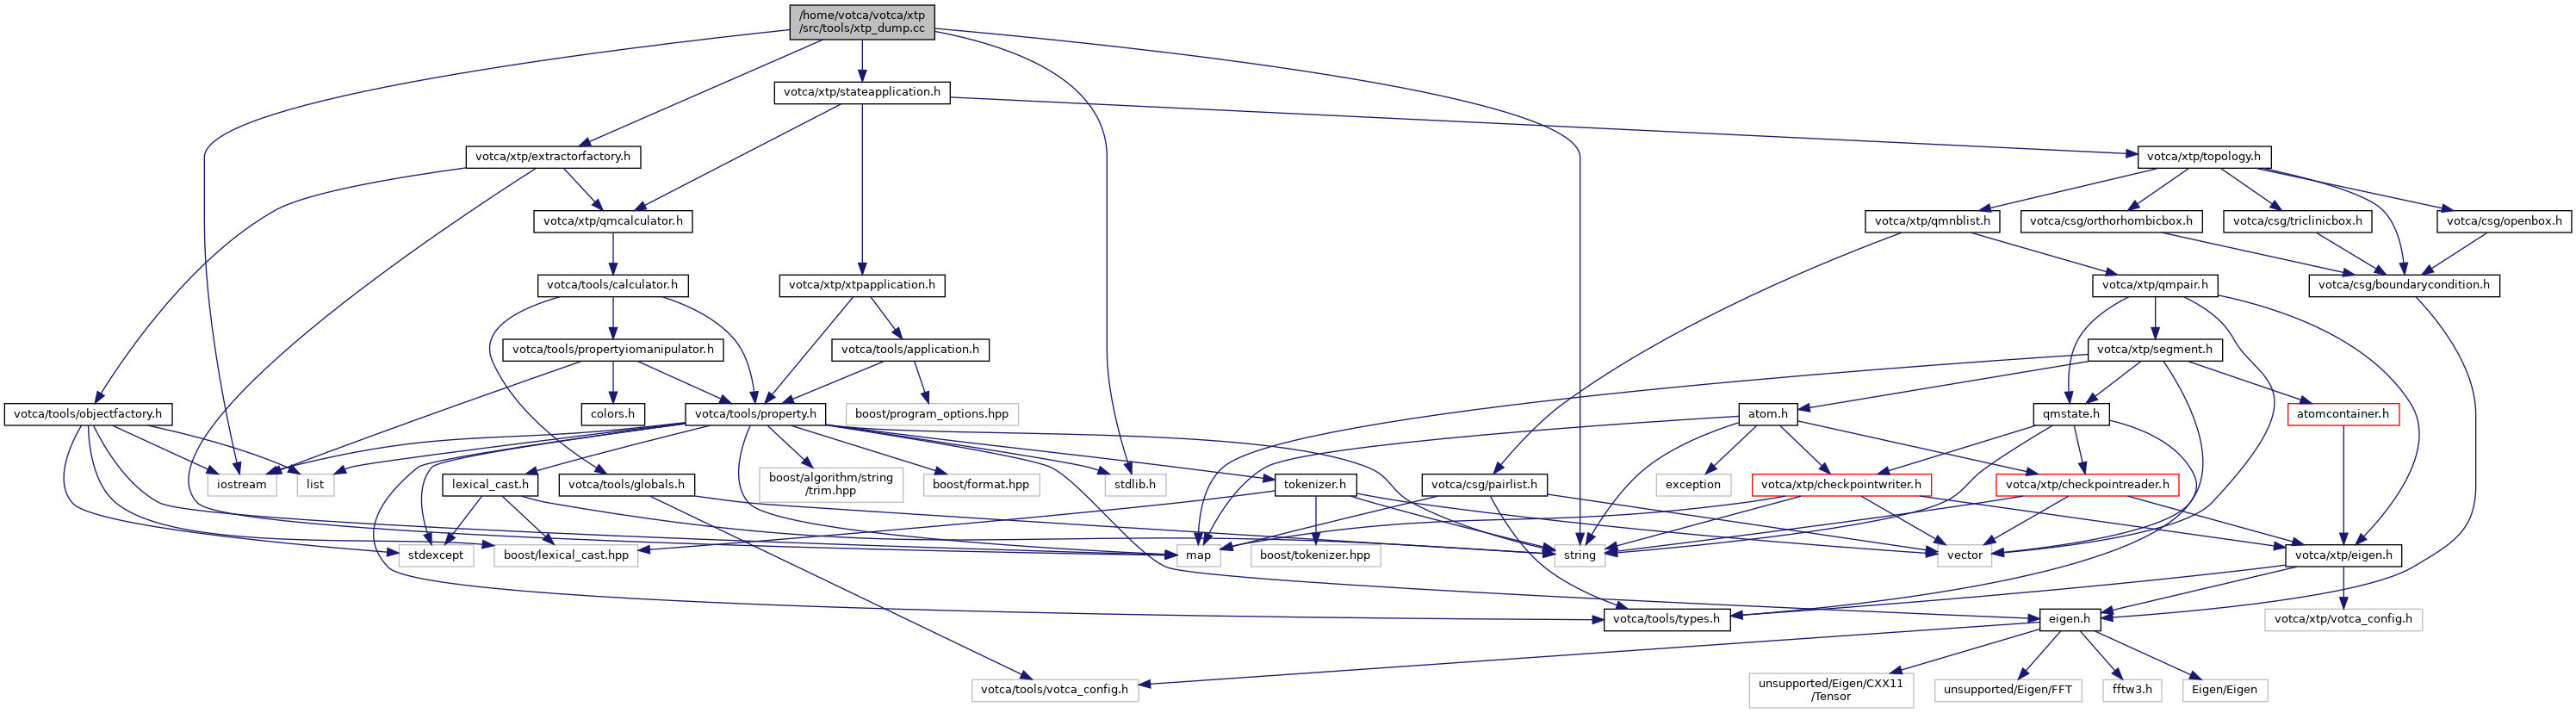 /home/votca/votca/xtp
/src/tools/xtp_dump.cc
votca/xtp/stateapplication.h
votca/xtp/extractorfactory.h
votca/xtp/topology.h
votca/xtp/qmcalculator.h
votca/xtp/qmnblist.h
votca/csg/orthorhombicbox.h
votca/csg/triclinicbox.h
votca/csg/openbox.h
votca/tools/calculator.h
votca/xtp/xtpapplication.h
votca/xtp/qmpair.h
votca/csg/boundarycondition.h
votca/tools/propertyiomanipulator.h
votca/tools/application.h
votca/xtp/segment.h
votca/tools/objectfactory.h
colors.h
votca/tools/property.h
boost/program_options.hpp
atom.h
qmstate.h
atomcontainer.h
iostream
list
lexical_cast.h
votca/tools/globals.h
boost/algorithm/string
/trim.hpp
boost/format.hpp
stdlib.h
tokenizer.h
votca/csg/pairlist.h
exception
votca/xtp/checkpointwriter.h
votca/xtp/checkpointreader.h
stdexcept
boost/lexical_cast.hpp
map
boost/tokenizer.hpp
string
vector
votca/xtp/eigen.h
votca/tools/types.h
eigen.h
votca/xtp/votca_config.h
votca/tools/votca_config.h
unsupported/Eigen/CXX11
/Tensor
unsupported/Eigen/FFT
fftw3.h
Eigen/Eigen